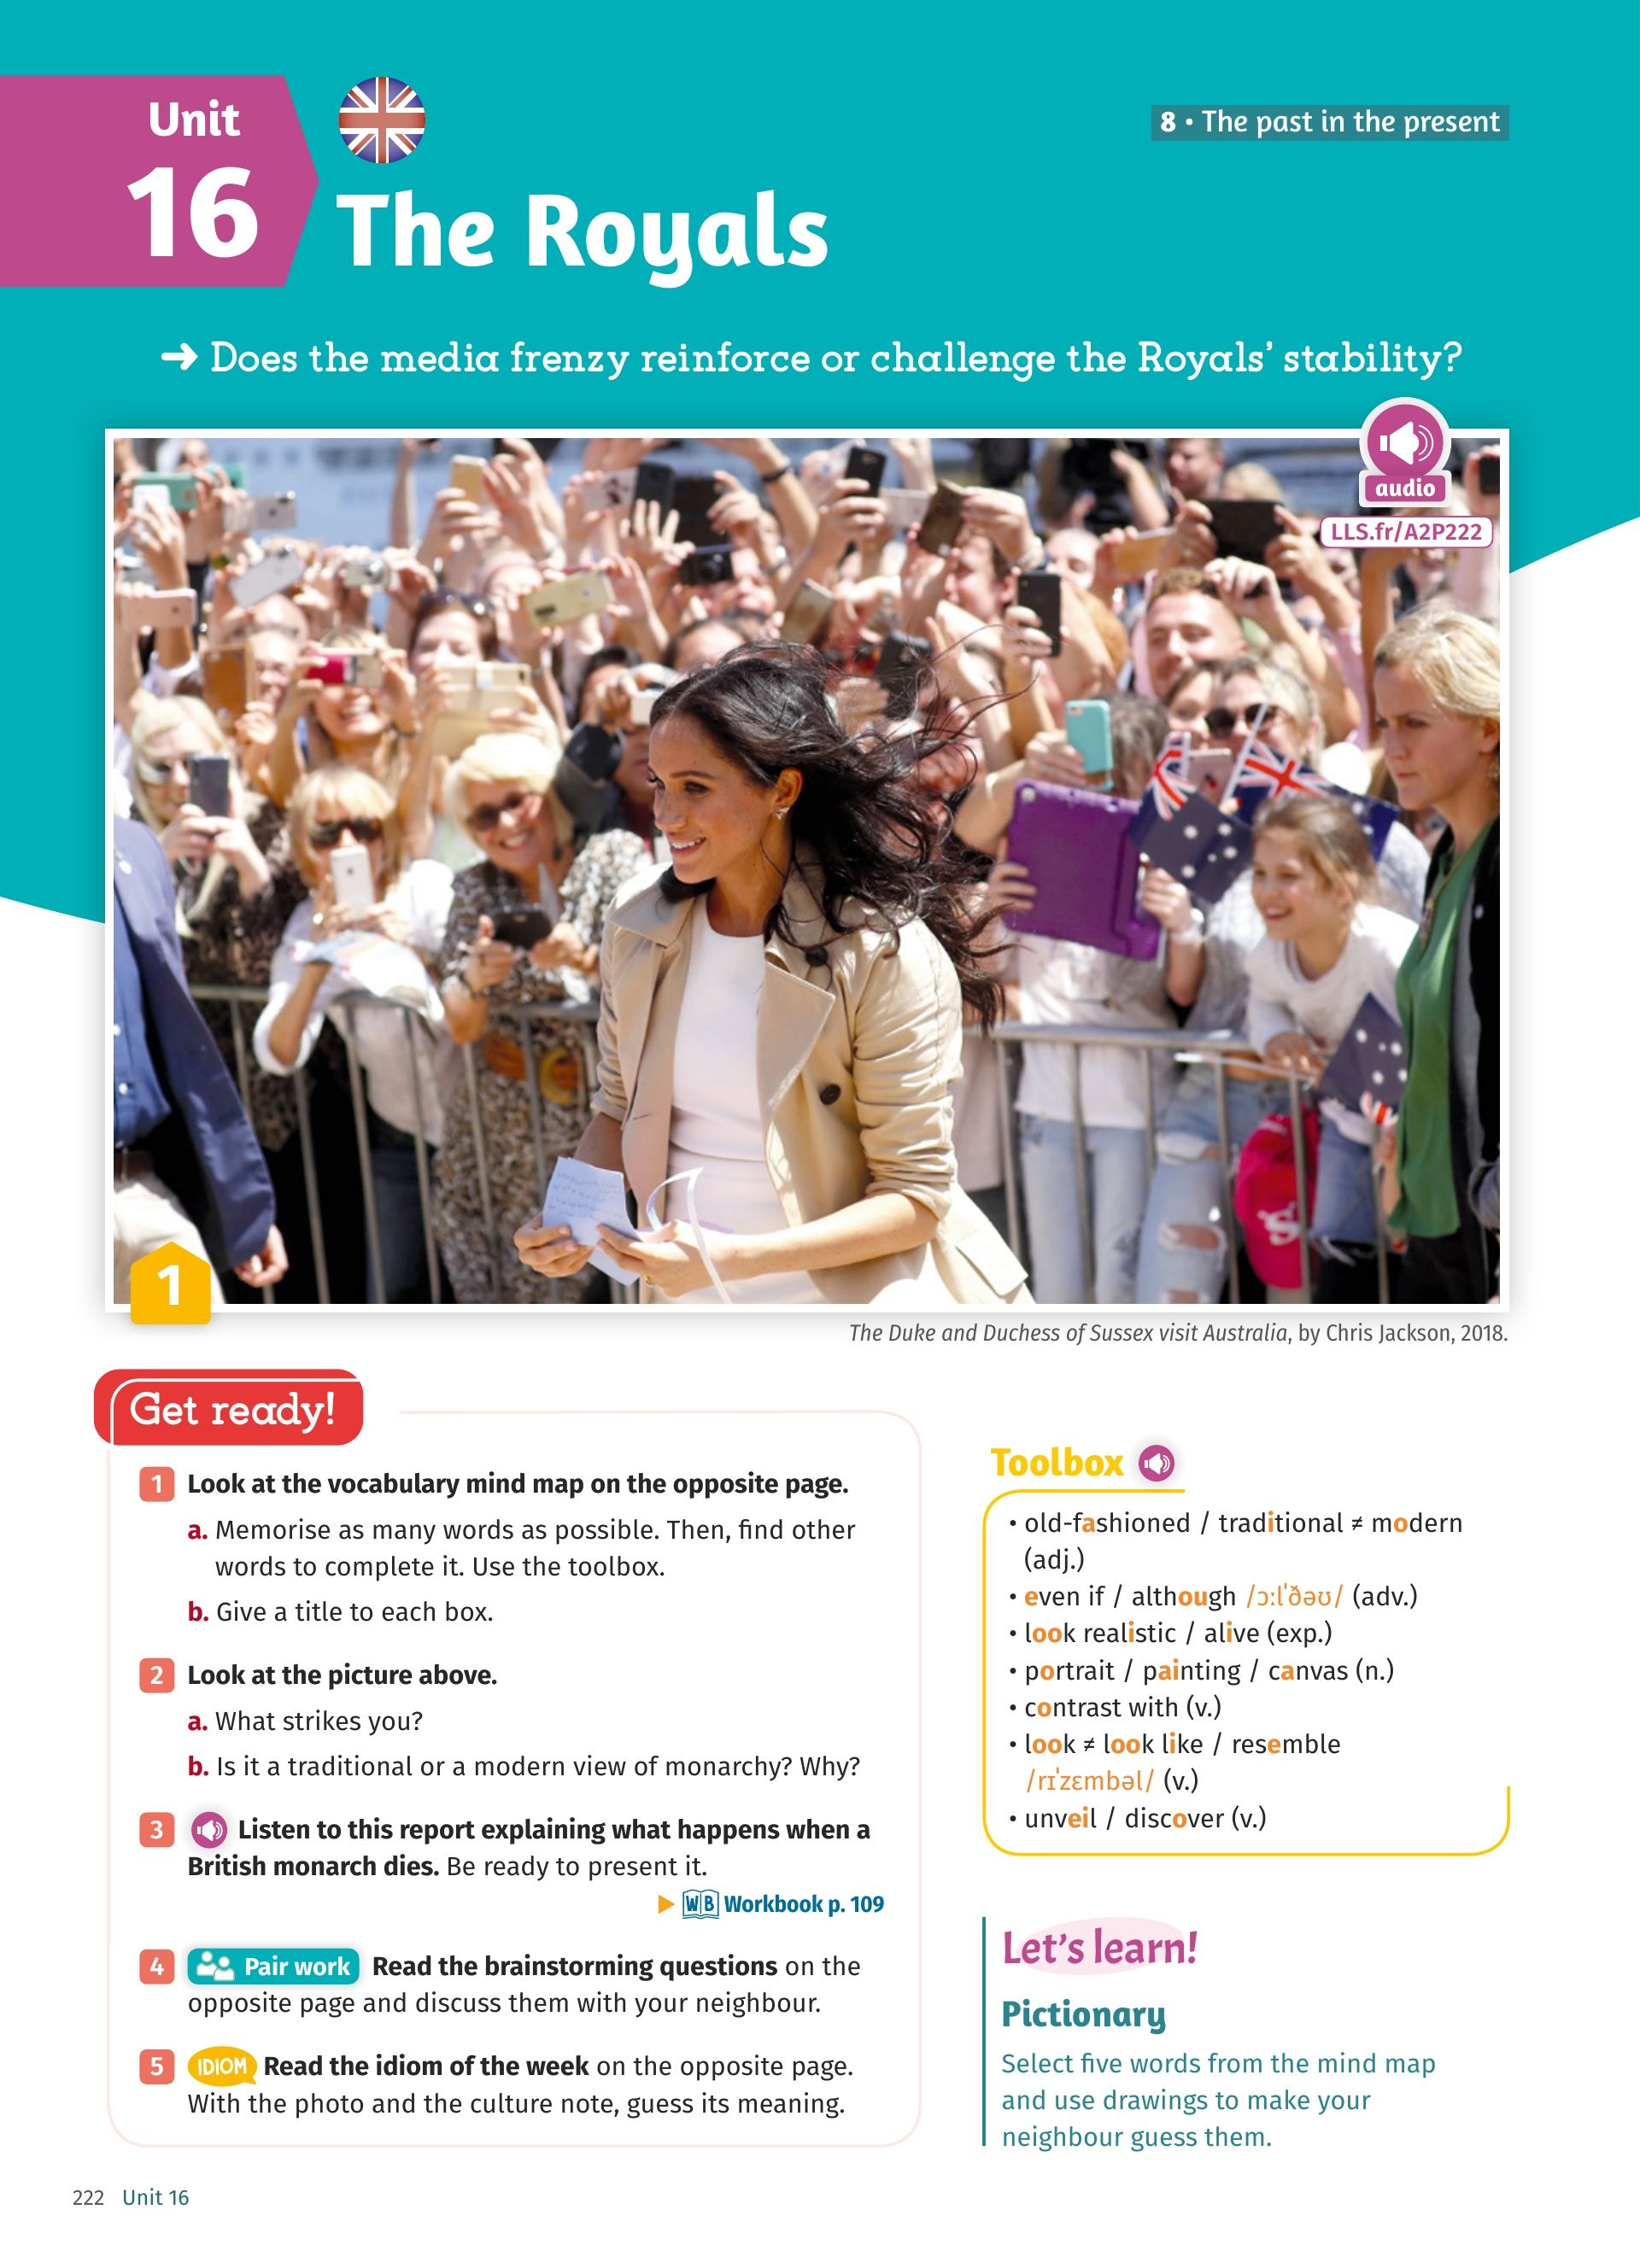 Unit
16
8 • The past in the present
The Royals
➜ Does the media frenzy reinforce or challenge the Royals’ stability?
audio
LLS.fr/A2P222
1
The Duke and Duchess of Sussex visit Australia, by Chris Jackson, 2018.
Get ready!
1 Look at the vocabulary mind map on the opposite page.
a. Memorise as many words as possible. Then, find other
words to complete it. Use the toolbox.
b. Give a title to each box.
2 Look at the picture above.
a. What strikes you?
b. Is it a traditional or a modern view of monarchy? Why?
3 Listen to this report explaining what happens when a
British monarch dies. Be ready to present it.
WB Workbook p. 109
4 Pair work Read the brainstorming questions on the
opposite page and discuss them with your neighbour.
5 IDIOM Read the idiom of the week on the opposite page.
With the photo and the culture note, guess its meaning.
Toolbox
• old-fashioned / traditional ≠ modern
(adj.)
• even if / although /ɔːlˈðəʊ/ (adv.)
• look realistic / alive (exp.)
• portrait / painting / canvas (n.)
• contrast with (v.)
• look ≠ look like / resemble
/rɪˈzɛmbəl/ (v.)
• unveil / discover (v.)
Let’s learn!
Pictionary
Select five words from the mind map
and use drawings to make your
neighbour guess them.
222 Unit 16